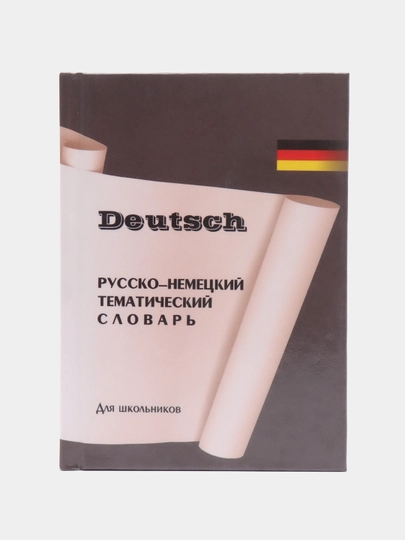 Deutsch
РУССКО–НЕМЕЦКИЙ
ТЕМАТИЧЕСКИЙ
СЛОВАРЬ
Для школьников